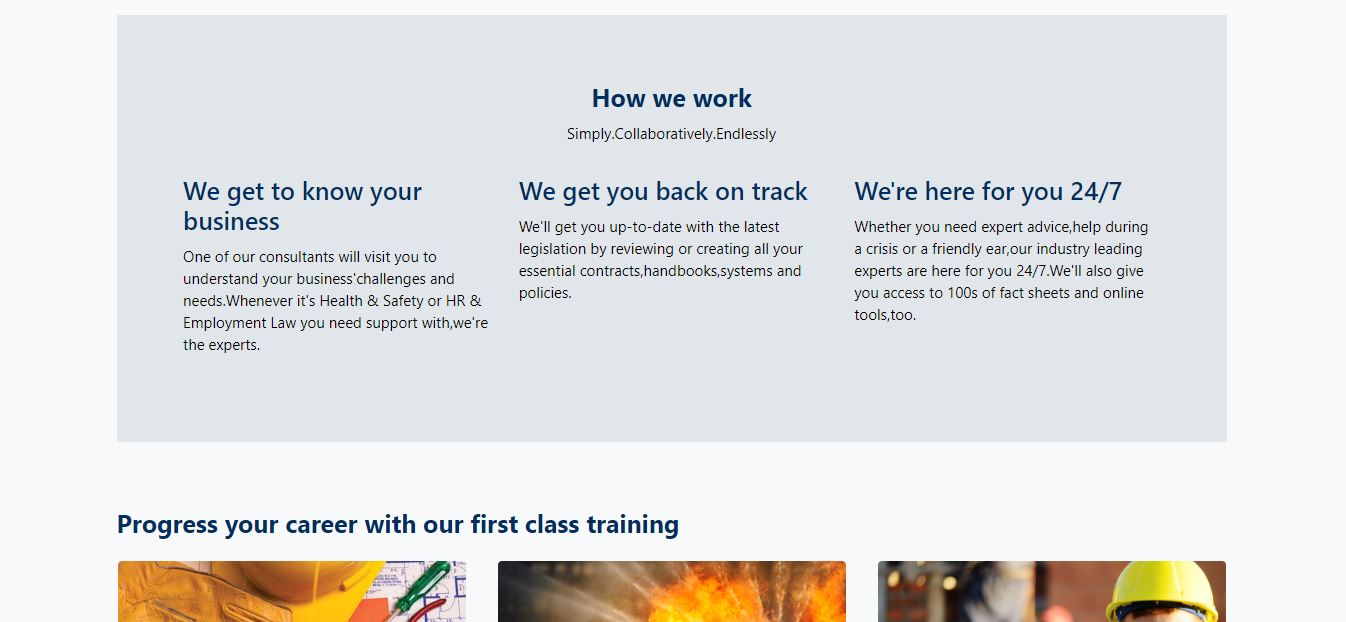 How we work
Simply.Collaboratively.Endlessly
We get to know your
business
One of our consultants will visit you to
understand your business'challenges and
needs.Whenever it's Health & Safety or HR &
Employment Law you need support with,we're
the experts.
We get you back on track
We'll get you up-to-date with the latest
legislation by reviewing or creating all your
essential contracts,handbooks,systems and
policies.
We're here for you 24/7
Whether you need expert advice,help during
a crisis or a friendly ear,our industry leading
experts are here for you 24/7.We'll also give
you access to 100s of fact sheets and online
tools,too.
Progress your career with our first class training